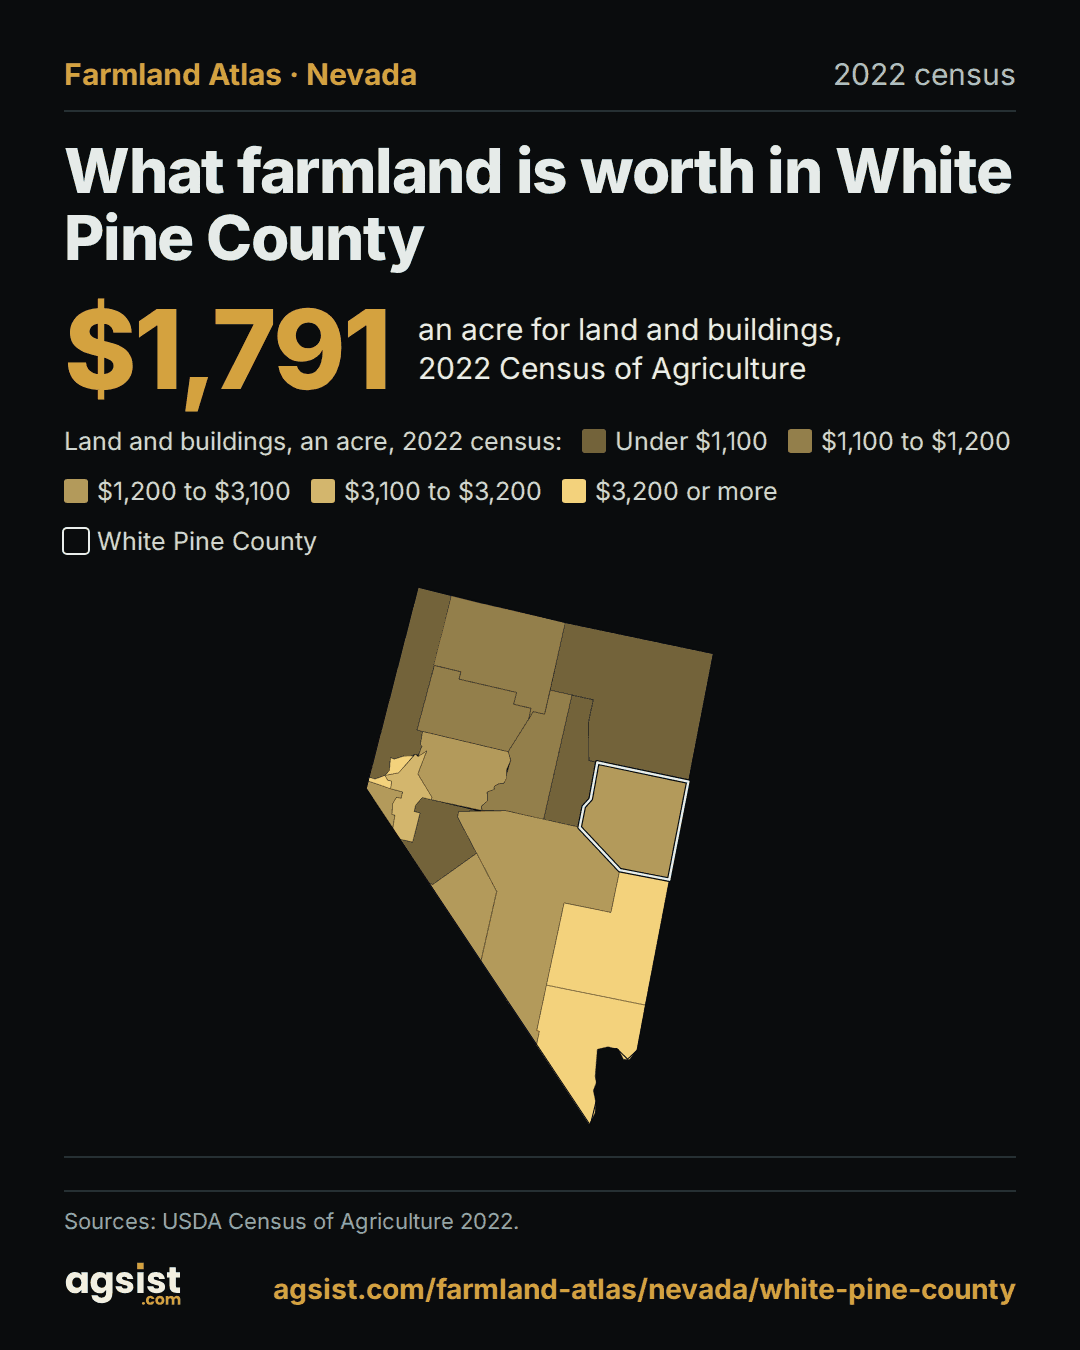 Farmland Atlas · Nevada
2022 census
What farmland is worth in White
Pine County
$1,791
an acre for land and buildings,
2022 Census of Agriculture
Land and buildings, an acre, 2022 census:
Under $1,100
$1,100 to $1,200
$1,200 to $3,100
$3,100 to $3,200
$3,200 or more
White Pine County
Sources: USDA Census of Agriculture 2022.
agsist
.com
agsist.com/farmland-atlas/nevada/white-pine-county